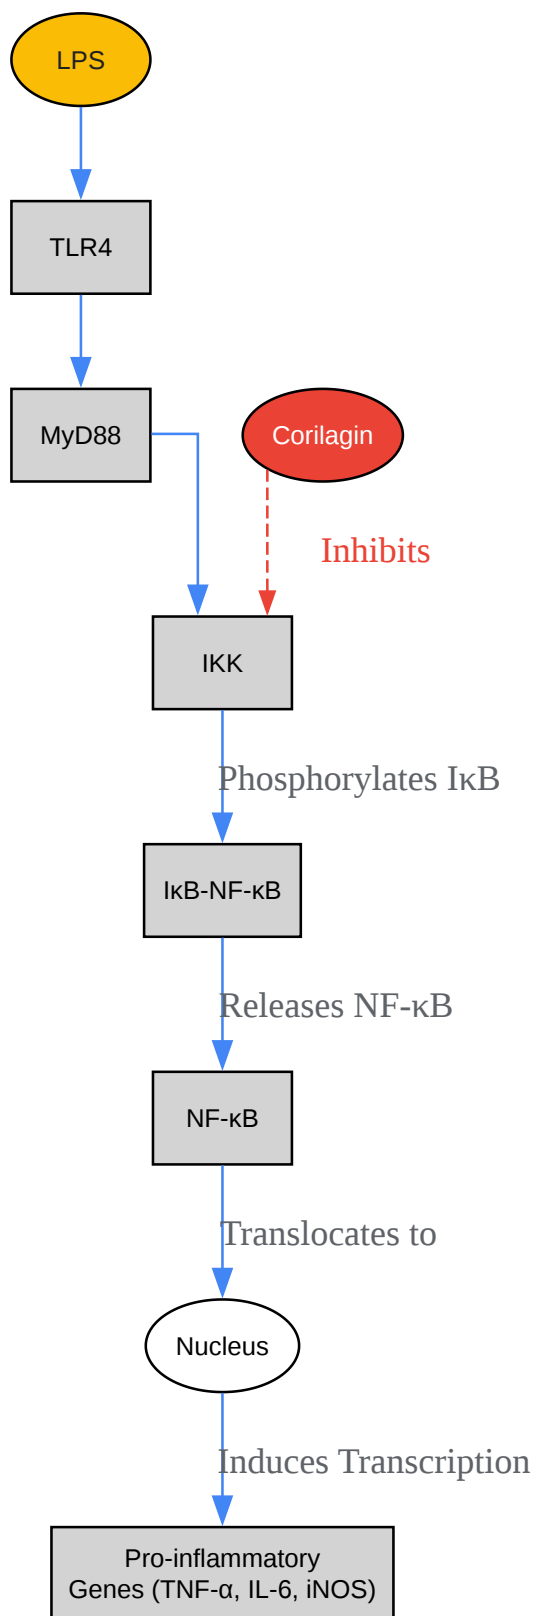 LPS
TLR4
MyD88
Corilagin
Inhibits
IKK
Phosphorylates IκB
IκB-NF-κB
Releases NF-κB
NF-κB
Translocates to
Nucleus
Induces Transcription
Pro-inflammatory
Genes (TNF-α, IL-6, iNOS)